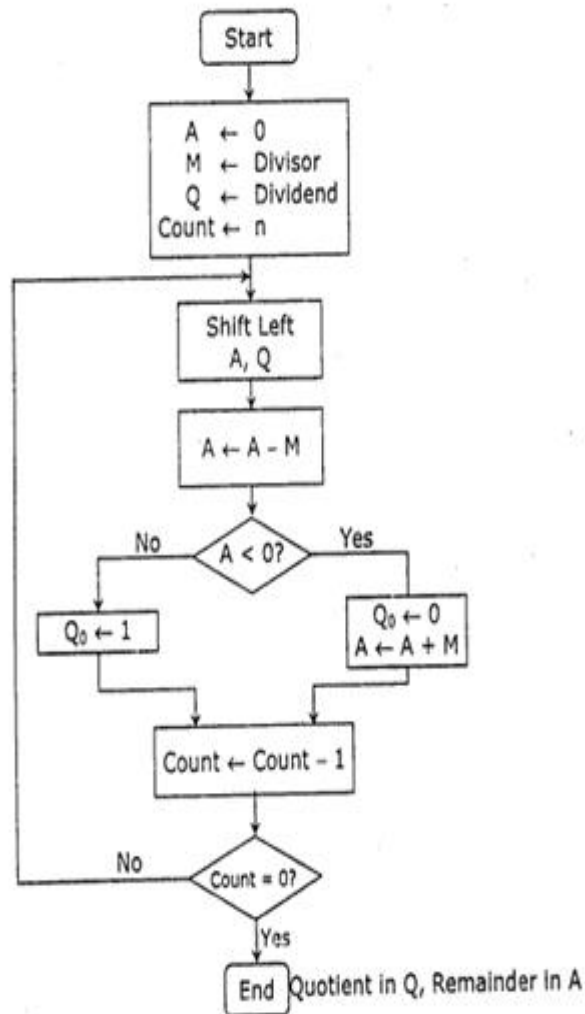 Start
A ← 0
M ← Divisor
Q ← Dividend
Count ← n
Shift Left
A, Q
A ← A – M
No
A < 0?
Yes
Q₀ ← 1
Q₀ ← 0
A ← A + M
Count ← Count – 1
No
Count = 0?
Yes
End
Quotient in Q, Remainder in A